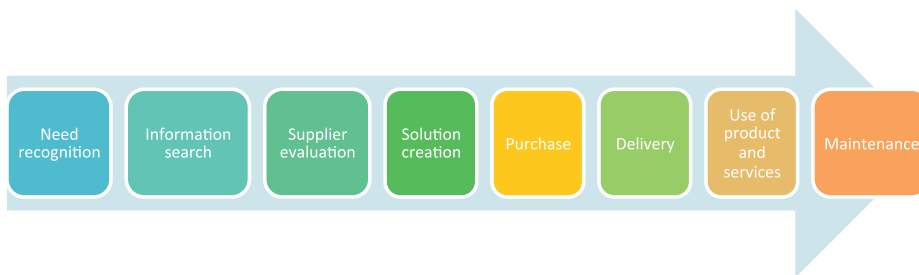 Need
recognition
Information
search
Supplier
evaluation
Solution
creation
Purchase
Delivery
Use of
product
and
services
Maintenance